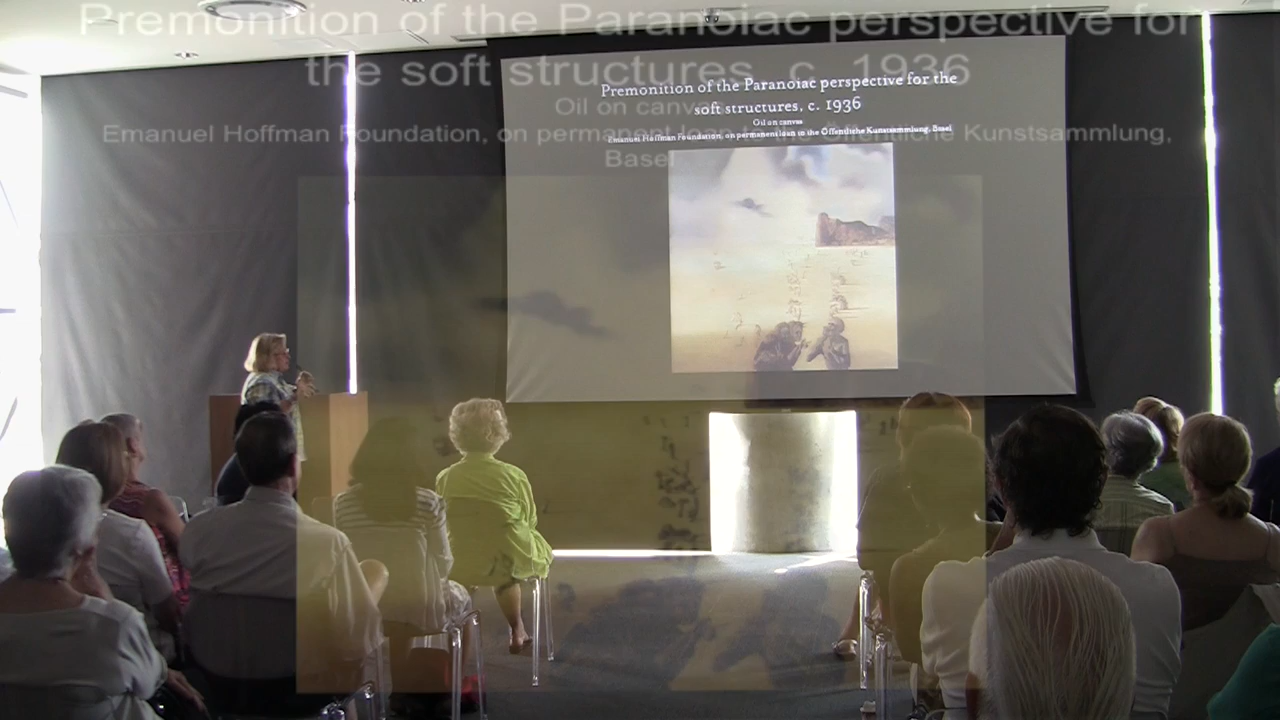 Premonition of the Paranoiac perspective for
the soft structures, c. 1936
Oil on canvas
Emanuel Hoffman Foundation, on permanent loan to the Öffentliche Kunstsammlung,
Basel
Premonition of the Paranoiac perspective for the
soft structures, c. 1936
Oil on canvas
Emanuel Hoffman Foundation, on permanent loan to the Öffentliche Kunstsammlung, Basel